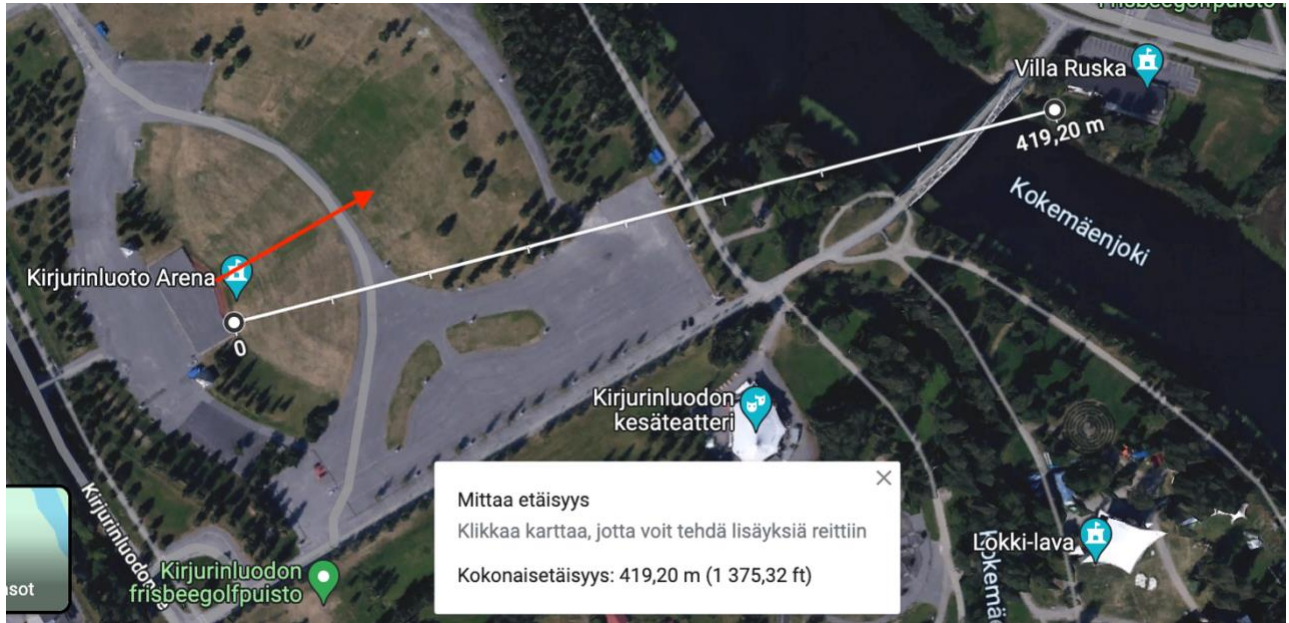 Frisbeegolfpuisto
Villa Ruska
419,20 m
Kokemäenjoki
Kirjurinluoto Arena
0
Kirjurinluodon
kesäteatteri
Mittaa etäisyys
Klikkaa karttaa, jotta voit tehdä lisäyksiä reittiin
Kokonaisetäisyys: 419,20 m (1 375,32 ft)
Lokki-lava
Kirjurinluodon
frisbeegolfpuisto